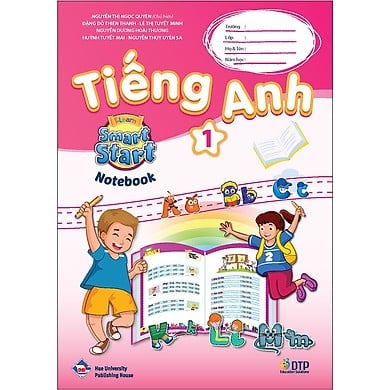 NGUYỄN THỊ NGỌC QUYÊN (Chủ biên)
ĐẶNG ĐỖ THIÊN THANH - LÊ THỊ TUYẾT MINH
NGUYỄN DƯƠNG HOÀI THƯƠNG
HUỲNH TUYẾT MAI - NGUYỄN THỤY UYÊN SA
Trường:
Lớp:
Họ & Tên:
Năm học:
Tiếng Anh
1
i-Learn
Smart
Start
Notebook
Aa Bb Cc
Kk Ll Mm
Hue University
Publishing House
DTP
Education Solutions